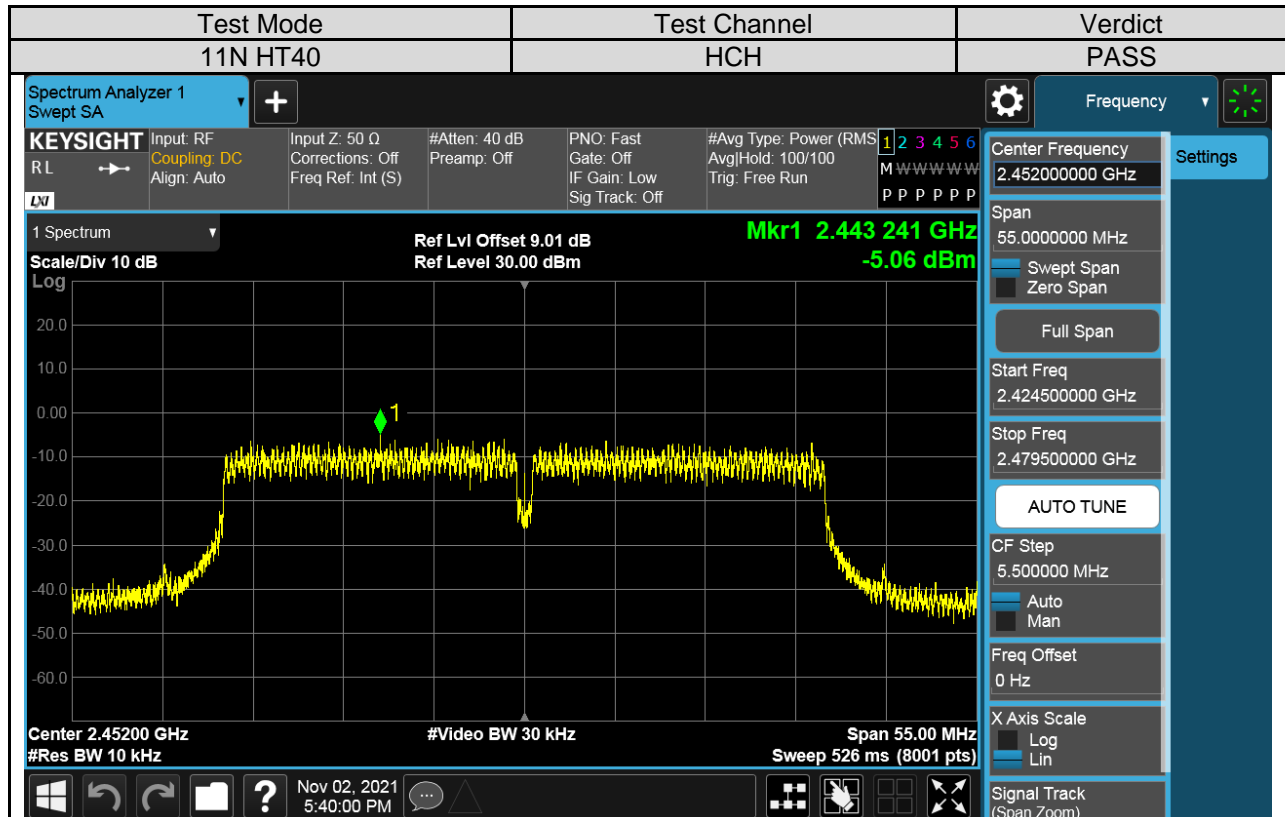 Test Mode Test Channel Verdict
11N HT40 HCH PASS
Spectrum Analyzer 1
Swept SA
+
Frequency
KEYSIGHT
RL
LXI
Input: RF
Coupling: DC
Align: Auto
Input Z: 50 Ω
Corrections: Off
Freq Ref: Int (S)
#Atten: 40 dB
Preamp: Off
PNO: Fast
Gate: Off
IF Gain: Low
Sig Track: Off
#Avg Type: Power (RMS
Avg|Hold: 100/100
Trig: Free Run
1 2 3 4 5 6
M W W W W W
P P P P P P
1 Spectrum
Scale/Div 10 dB
Log
Ref Lvl Offset 9.01 dB
Ref Level 30.00 dBm
Mkr1 2.443 241 GHz
-5.06 dBm
20.0
10.0
0.00
-10.0
-20.0
-30.0
-40.0
-50.0
-60.0
1
Center 2.45200 GHz
#Res BW 10 kHz
#Video BW 30 kHz
Span 55.00 MHz
Sweep 526 ms (8001 pts)
Center Frequency
2.452000000 GHz
Span
55.0000000 MHz
Swept Span
Zero Span
Full Span
Start Freq
2.424500000 GHz
Stop Freq
2.479500000 GHz
AUTO TUNE
CF Step
5.500000 MHz
Auto
Man
Freq Offset
0 Hz
X Axis Scale
Log
Lin
Signal Track
(Span Zoom)
Settings
?
Nov 02, 2021
5:40:00 PM